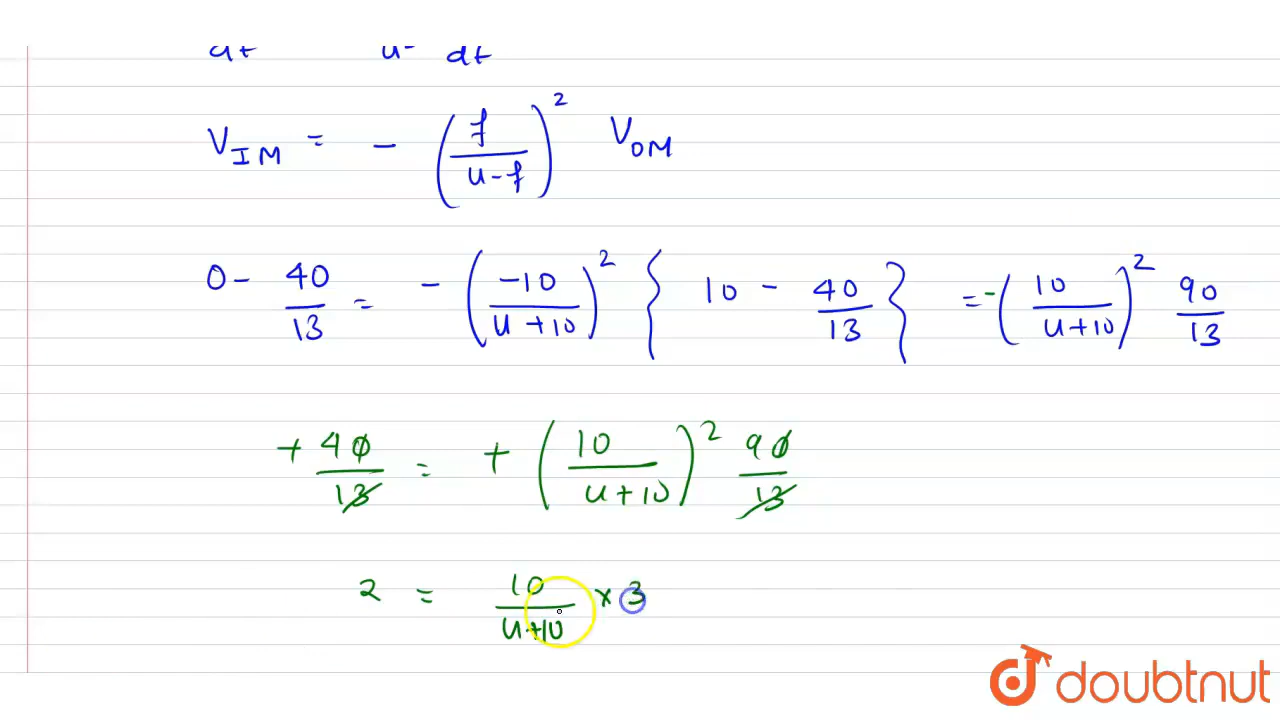 dt
V_IM = - (f/(u-f))² V_OM
0 - 40/13 = - (-10/(u+10))² { 10 - 40/13 } = - (10/(u+10))² 90/13
+ 40/13 = + (10/(u+10))² 90/13
2 = 10/(u+10) × 3
doubtnut